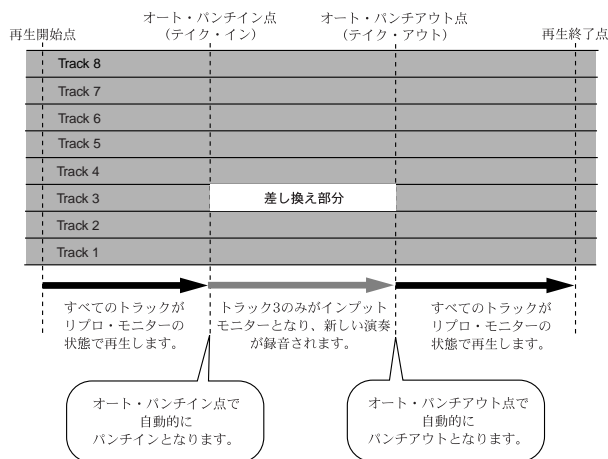 再生開始点
オート・パンチイン点
（テイク・イン）
オート・パンチアウト点
（テイク・アウト）
再生終了点
Track 8
Track 7
Track 6
Track 5
Track 4
Track 3
差し換え部分
Track 2
Track 1
すべてのトラックが
リプロ・モニターの
状態で再生します。
トラック3のみがインプット
モニターとなり、新しい演奏
が録音されます。
すべてのトラックが
リプロ・モニターの
状態で再生します。
オート・パンチイン点で
自動的に
パンチインとなります。
オート・パンチアウト点で
自動的に
パンチアウトとなります。